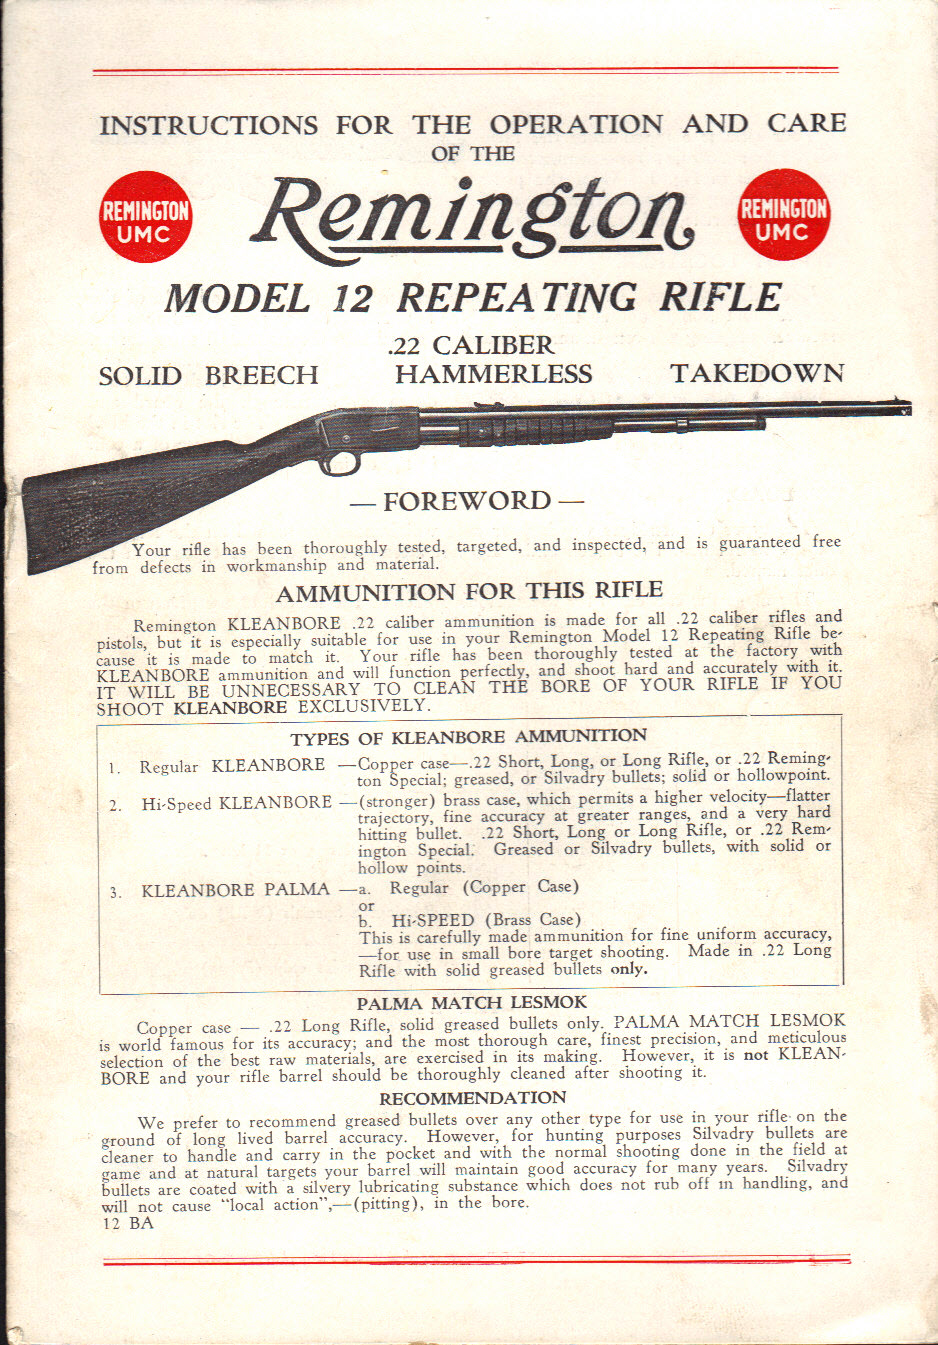 INSTRUCTIONS FOR THE OPERATION AND CARE
OF THE
REMINGTON
UMC
Remington
REMINGTON
UMC
MODEL 12 REPEATING RIFLE
.22 CALIBER
SOLID BREECH HAMMERLESS TAKEDOWN
— FOREWORD —
Your rifle has been thoroughly tested, targeted, and inspected, and is guaranteed free
from defects in workmanship and material.
AMMUNITION FOR THIS RIFLE
Remington KLEANBORE .22 caliber ammunition is made for all .22 caliber rifles and
pistols, but it is especially suitable for use in your Remington Model 12 Repeating Rifle be-
cause it is made to match it. Your rifle has been thoroughly tested at the factory with
KLEANBORE ammunition and will function perfectly, and shoot hard and accurately with it.
IT WILL BE UNNECESSARY TO CLEAN THE BORE OF YOUR RIFLE IF YOU
SHOOT KLEANBORE EXCLUSIVELY.
TYPES OF KLEANBORE AMMUNITION
1. Regular KLEANBORE —Copper case—.22 Short, Long, or Long Rifle, or .22 Reming-
ton Special; greased, or Silvadry bullets; solid or hollowpoint.
2. Hi-Speed KLEANBORE —(stronger) brass case, which permits a higher velocity—flatter
trajectory, fine accuracy at greater ranges, and a very hard
hitting bullet. .22 Short, Long or Long Rifle, or .22 Rem-
ington Special. Greased or Silvadry bullets, with solid or
hollow points.
3. KLEANBORE PALMA —a. Regular (Copper Case)
or
b. Hi-SPEED (Brass Case)
This is carefully made ammunition for fine uniform accuracy,
—for use in small bore target shooting. Made in .22 Long
Rifle with solid greased bullets only.
PALMA MATCH LESMOK
Copper case — .22 Long Rifle, solid greased bullets only. PALMA MATCH LESMOK
is world famous for its accuracy; and the most thorough care, finest precision, and meticulous
selection of the best raw materials, are exercised in its making. However, it is not KLEAN-
BORE and your rifle barrel should be thoroughly cleaned after shooting it.
RECOMMENDATION
We prefer to recommend greased bullets over any other type for use in your rifle on the
ground of long lived barrel accuracy. However, for hunting purposes Silvadry bullets are
cleaner to handle and carry in the pocket and with the normal shooting done in the field at
game and at natural targets your barrel will maintain good accuracy for many years. Silvadry
bullets are coated with a silvery lubricating substance which does not rub off in handling, and
will not cause "local action",—(pitting), in the bore.
12 BA